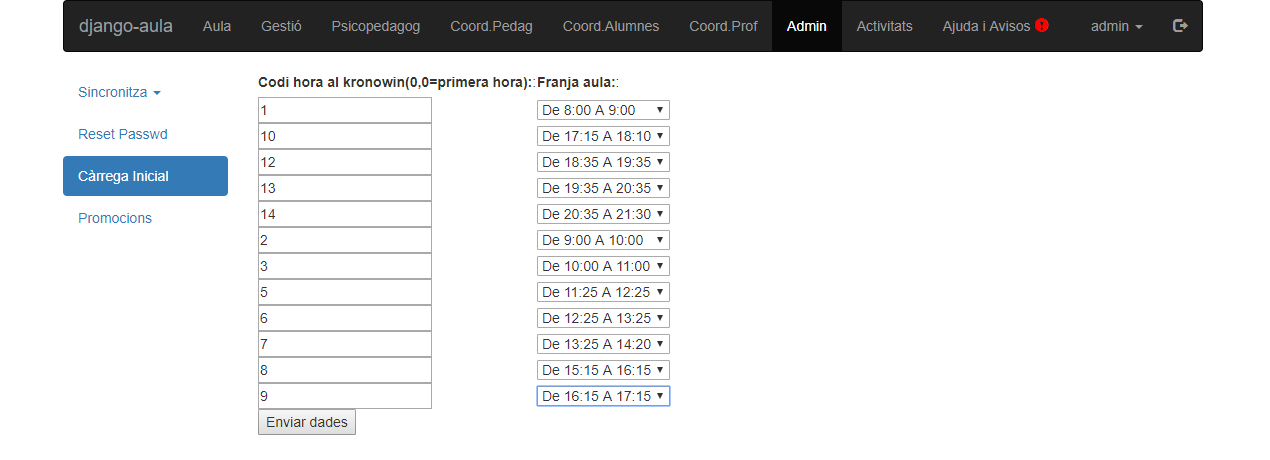 django-aula Aula Gestió Psicopedagog Coord.Pedag Coord.Alumnes Coord.Prof Admin Activitats Ajuda i Avisos admin
Sincronitza
Reset Passwd
Càrrega Inicial
Promocions
Codi hora al kronowin(0,0=primera hora):: Franja aula::
1 De 8:00 A 9:00
10 De 17:15 A 18:10
12 De 18:35 A 19:35
13 De 19:35 A 20:35
14 De 20:35 A 21:30
2 De 9:00 A 10:00
3 De 10:00 A 11:00
5 De 11:25 A 12:25
6 De 12:25 A 13:25
7 De 13:25 A 14:20
8 De 15:15 A 16:15
9 De 16:15 A 17:15
Enviar dades